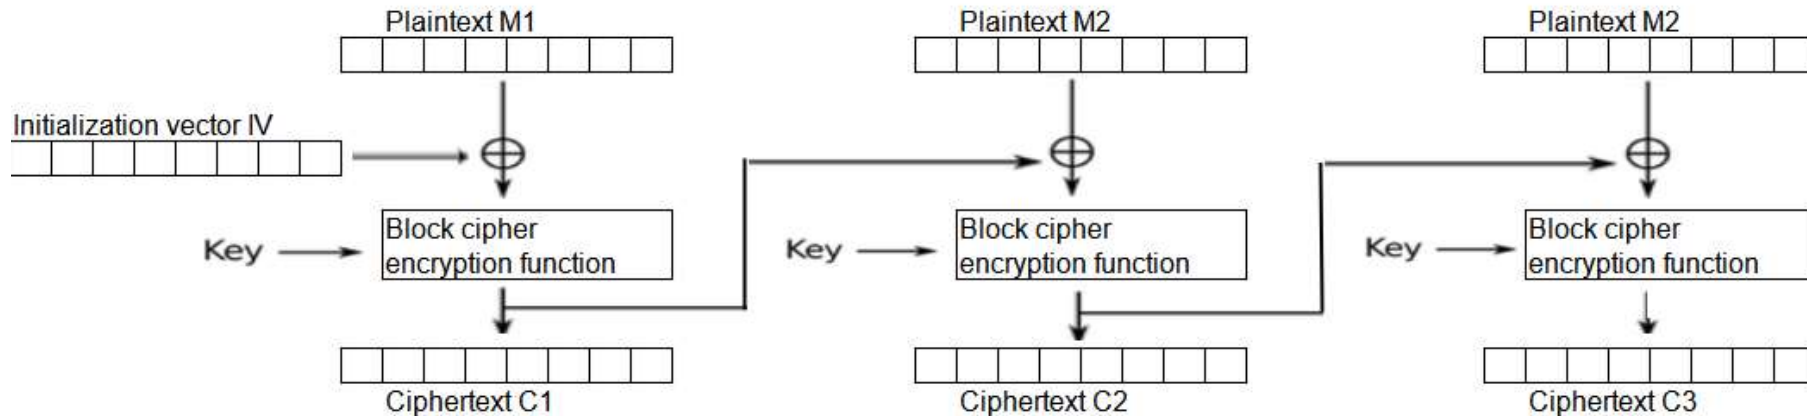 Plaintext M1
Plaintext M2
Plaintext M2
Initialization vector IV
Key
Block cipher
encryption function
Key
Block cipher
encryption function
Key
Block cipher
encryption function
Ciphertext C1
Ciphertext C2
Ciphertext C3